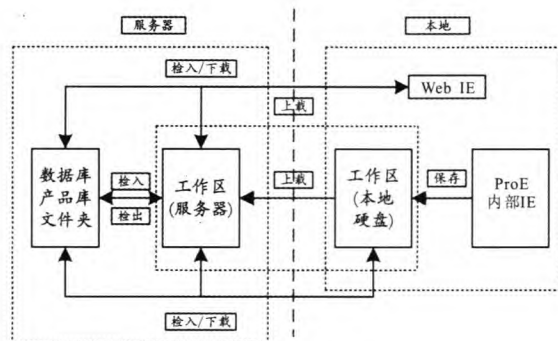 服务器
本地
检入/下载
上载
Web IE
数据库
产品库
文件夹
检入
检出
工作区
(服务器)
上载
工作区
(本地
硬盘)
保存
ProE
内部IE
检入/下载